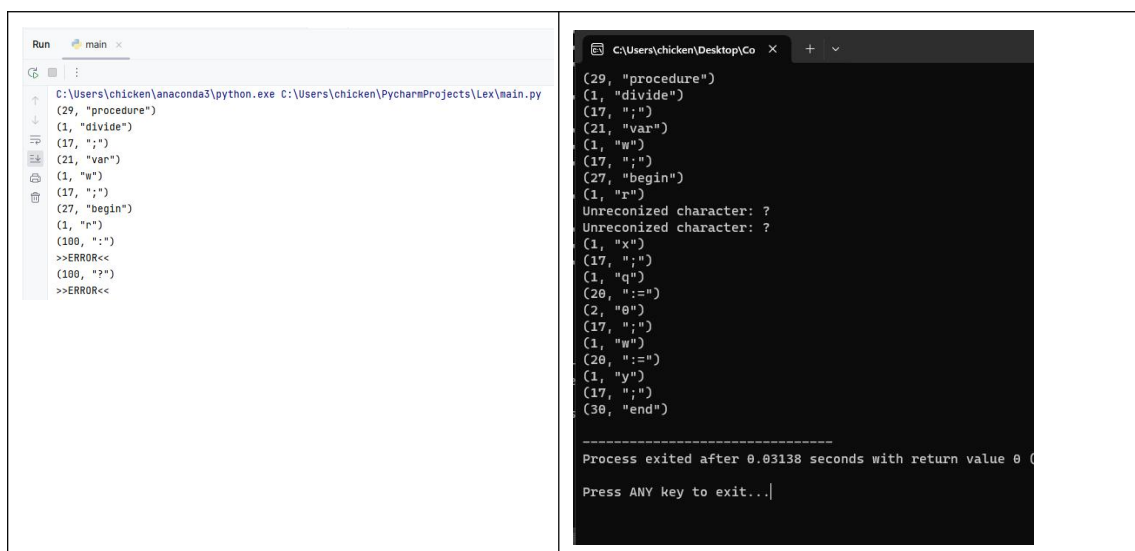 Run main ×
C:\Users\chicken\anaconda3\python.exe C:\Users\chicken\PycharmProjects\Lex\main.py
(29, "procedure")
(1, "divide")
(17, ";")
(21, "var")
(1, "w")
(17, ";")
(27, "begin")
(1, "r")
(100, ":")
>>ERROR<<
(100, "?")
>>ERROR<<
C:\Users\chicken\Desktop\Co × +
(29, "procedure")
(1, "divide")
(17, ";")
(21, "var")
(1, "w")
(17, ";")
(27, "begin")
(1, "r")
Unreconized character: ?
Unreconized character: ?
(1, "x")
(17, ";")
(1, "q")
(20, ":=")
(2, "0")
(17, ";")
(1, "w")
(20, ":=")
(1, "y")
(17, ";")
(30, "end")
--------------------------------
Process exited after 0.03138 seconds with return value 0 (
Press ANY key to exit...